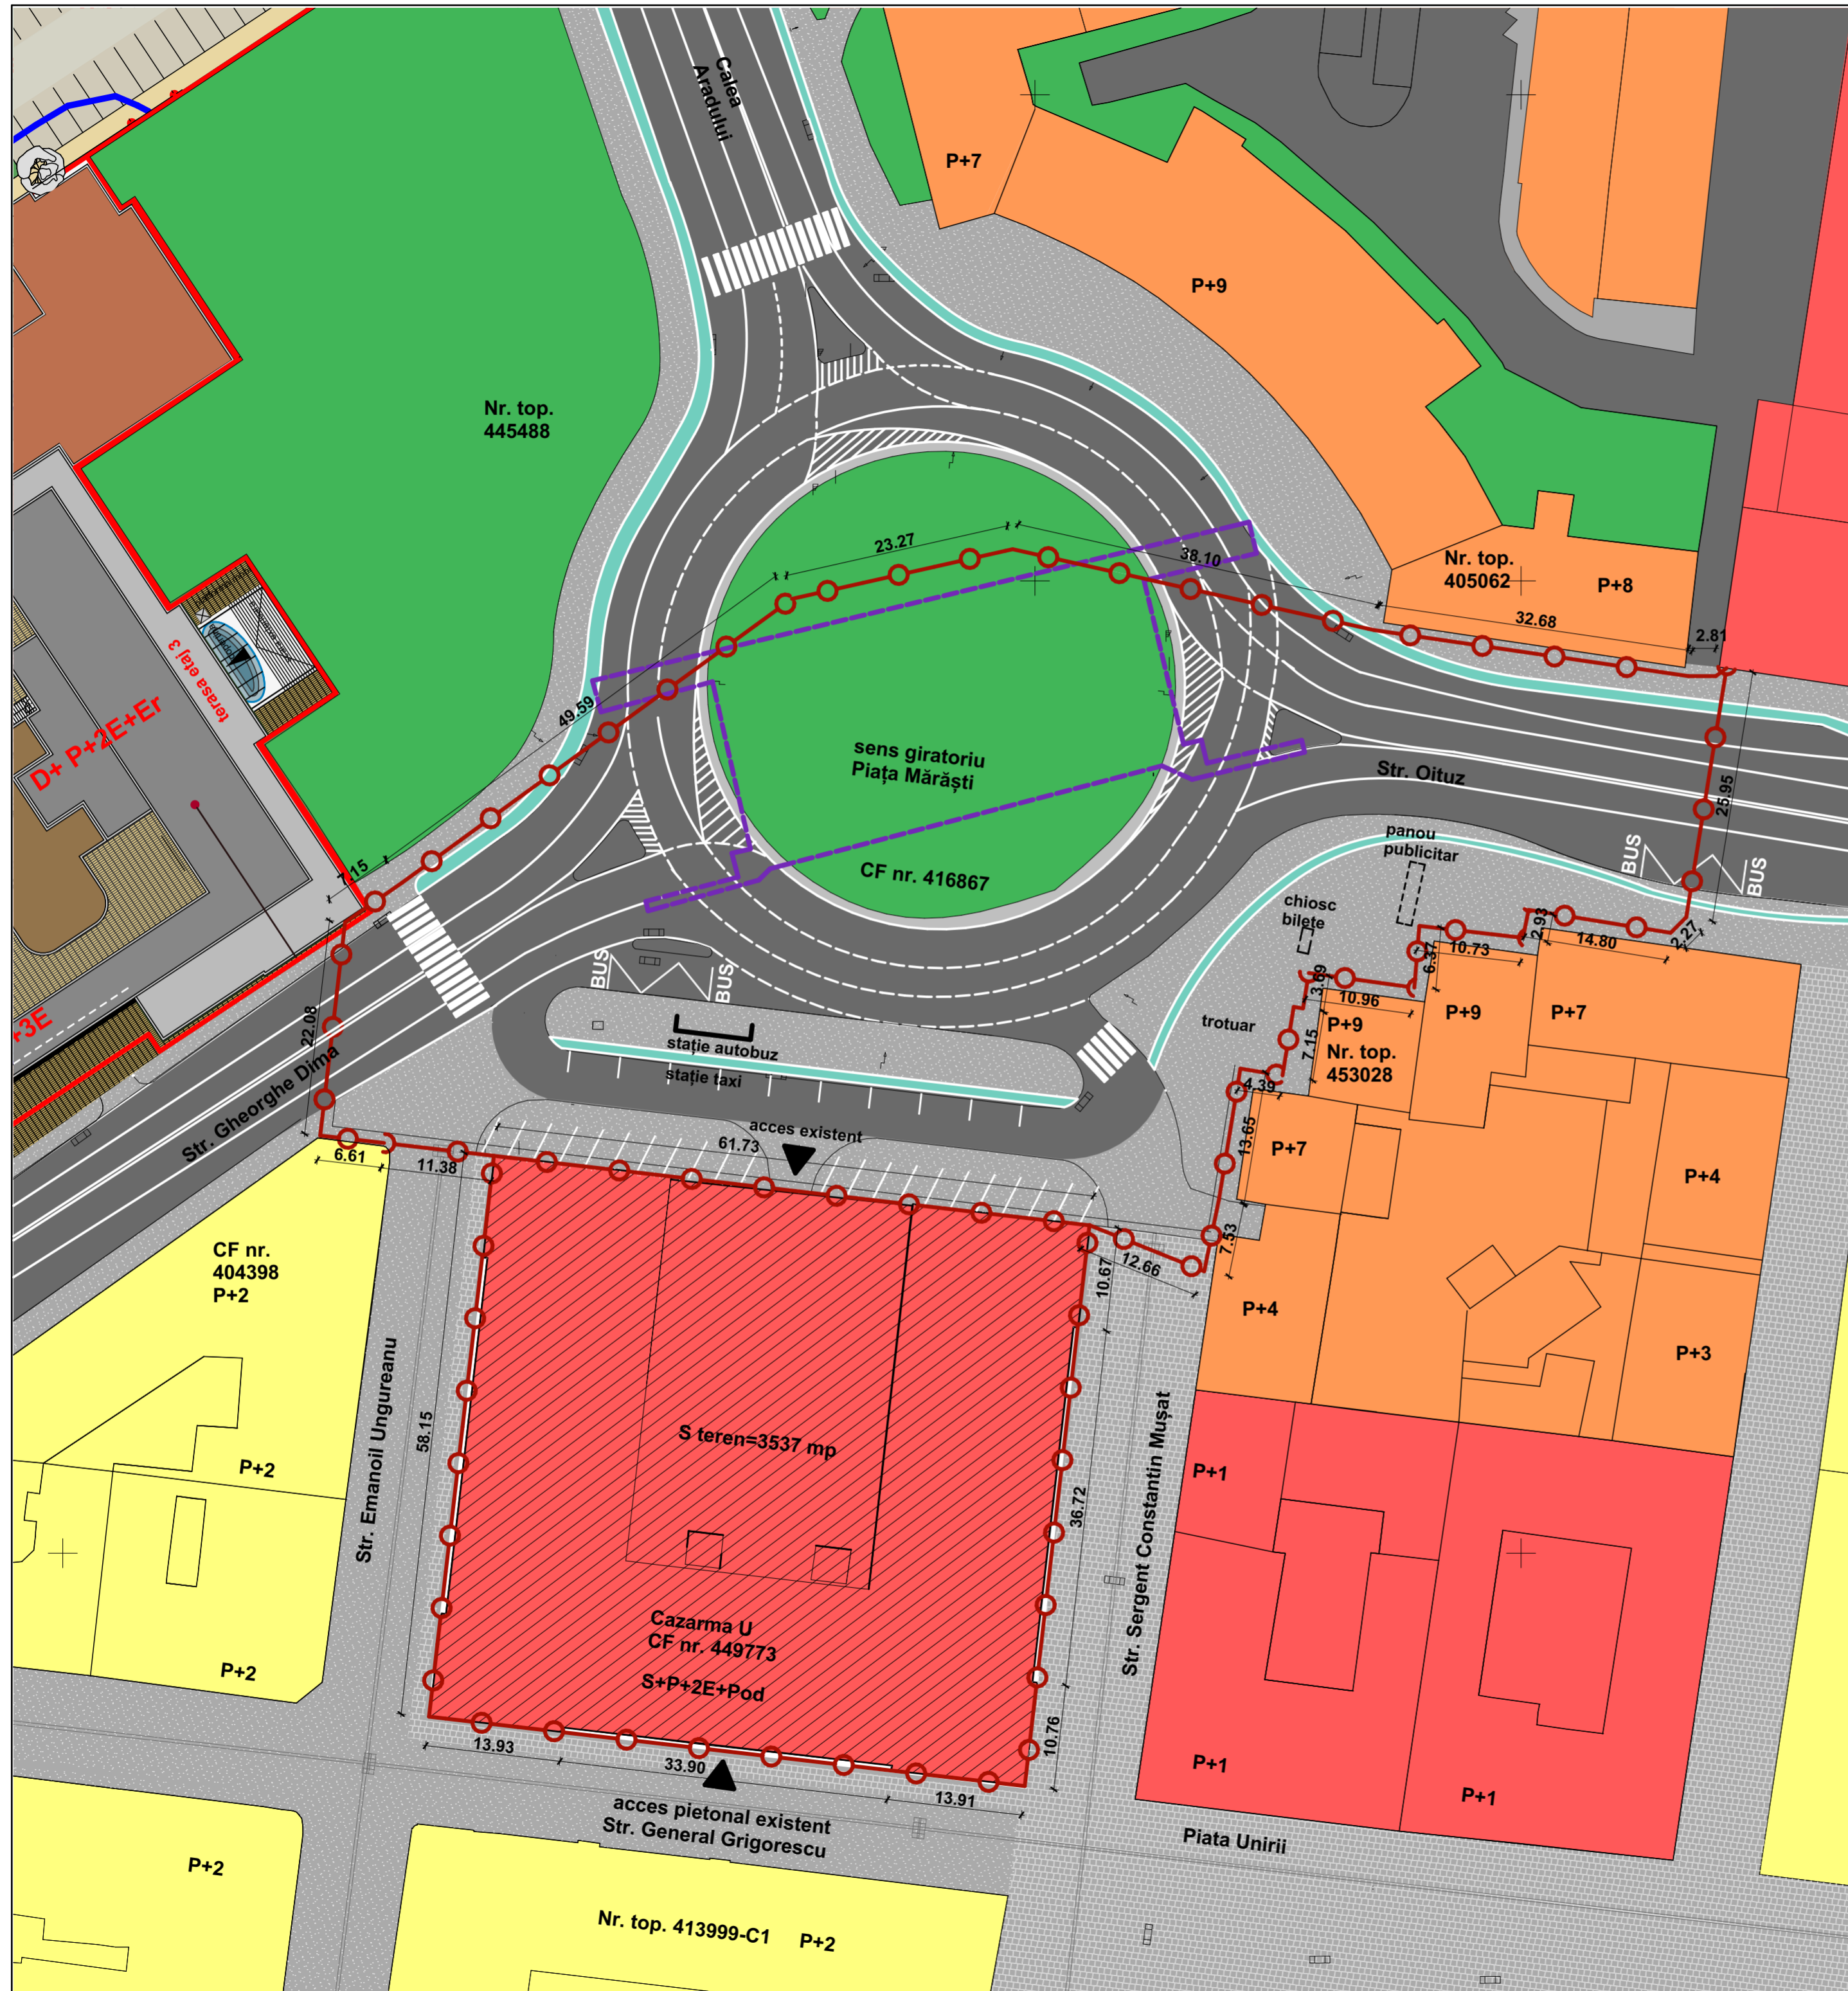 Calea
Aradului
P+7
P+9
Nr. top.
445488
23.27
38.10
Nr. top.
405062
P+8
32.68
2.81
terasa etaj 3
D+ P+2E+Er
49.59
sens giratoriu
Piața Mărăști
Str. Oituz
25.95
panou
publicitar
BUS
BUS
7.15
CF nr. 416867
chiosc
bilete
2.93
14.80
2.27
10.73
6.37
3.69
10.96
BUS
BUS
+3E
22.08
stație autobuz
stație taxi
trotuar
P+9
Nr. top.
453028
P+9
P+7
7.15
4.39
Str. Gheorghe Dima
acces existent
61.73
6.61
11.38
13.65
P+7
P+4
CF nr.
404398
P+2
10.67
12.66
7.53
P+4
P+3
Str. Emanoil Ungureanu
58.15
S teren=3537 mp
36.72
Str. Sergent Constantin Mușat
P+2
P+1
Cazarma U
CF nr. 449773
S+P+2E+Pod
P+2
10.76
13.93
33.90
13.91
P+1
P+1
acces pietonal existent
Str. General Grigorescu
Piata Unirii
P+2
Nr. top. 413999-C1
P+2